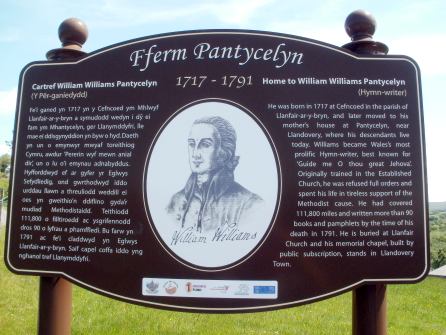 Fferm Pantycelyn
1717 - 1791
Cartref William Williams Pantycelyn
(Y Pêr-ganiedydd)
Fe'i ganed yn 1717 yn y Cefncoed ym Mhlwyf
Llanfair-ar-y-bryn a symudodd wedyn i dŷ ei
fam ym Mhantycelyn, ger Llanymddyfri, lle
mae ei ddisgynyddion yn byw o hyd. Daeth
yn un o emynwyr mwyaf toreithiog
Cymru, awdur 'Pererin wyf mewn anial
dir', un o lu o'i emynau adnabyddus.
Hyfforddwyd ef ar gyfer yr Eglwys
Sefydledig, ond gwrthodwyd iddo
urddau llawn a threuliodd weddill ei
oes yn gweithio'n ddiflino gyda'r
mudiad Methodistaidd. Teithiodd
111,800 o filltiroedd ac ysgrifennodd
dros 90 o lyfrau a phamffledi. Bu farw yn
1791 ac fe'i claddwyd yn Eglwys
Llanfair-ar-y-bryn. Saif capel coffa iddo yng
nghanol tref Llanymddyfri.
William Williams
Home to William Williams Pantycelyn
(Hymn-writer)
He was born in 1717 at Cefncoed in the parish of
Llanfair-ar-y-bryn, and later moved to his
mother's house at Pantycelyn, near
Llandovery, where his descendants live
today. Williams became Wales's most
prolific Hymn-writer, best known for
'Guide me O thou great Jehova'.
Originally trained in the Established
Church, he was refused full orders and
spent his life in tireless support of the
Methodist cause. He had covered
111,800 miles and written more than 90
books and pamphlets by the time of his
death in 1791. He is buried at Llanfair
Church and his memorial chapel, built by
public subscription, stands in Llandovery
Town.